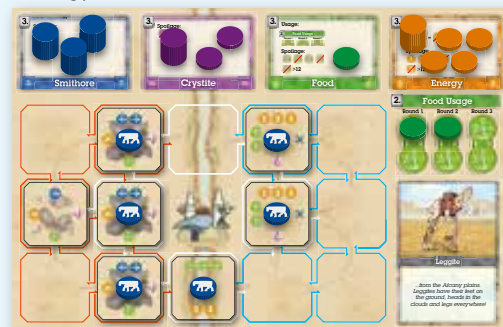 3.
Smithore
3.
Spoilage:
Crystite
3.
Usage:
Food Usage
Spoilage:
>12
Food
3.
Energy
2.
Food Usage
Round 1 Round 2 Round 3
Leggite
...from the Atcony plains
Leggites have their feet on
the ground, heads in the
clouds and legs everywhere!